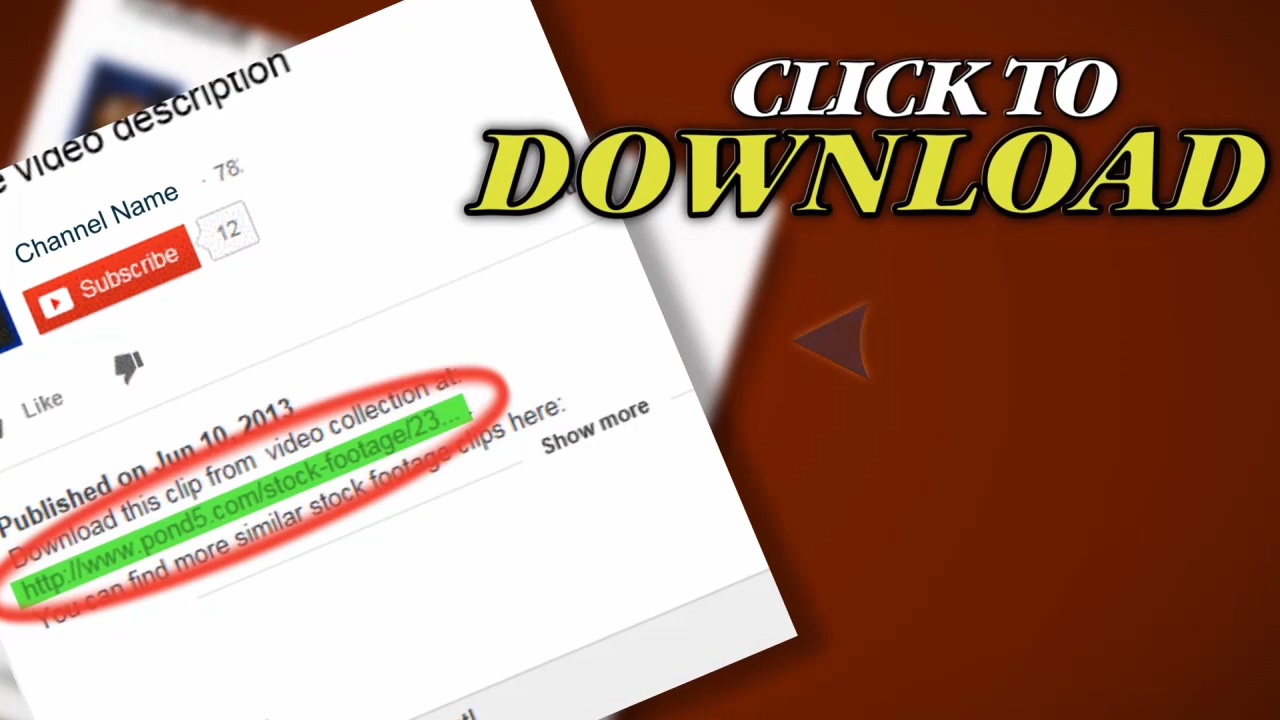 CLICK TO
DOWNLOAD
video description
Channel Name
78
Subscribe
12
Like
Published on Jun 10, 2013
Download this clip from video collection at:
http://www.pond5.com/stock-footage/23...
You can find more similar stock footage clips here:
Show more